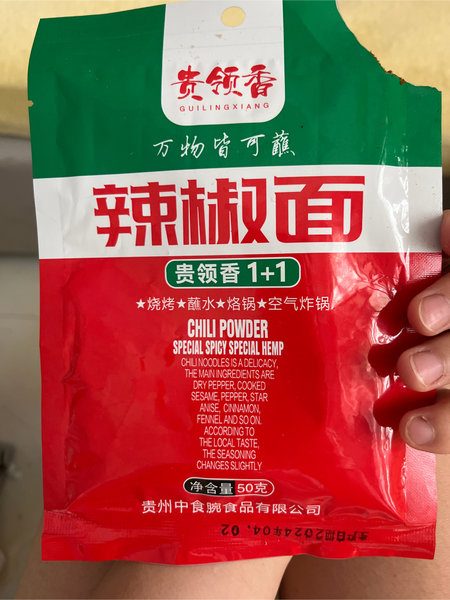 贵领香
GUILINGXIANG
万物皆可蘸
辣椒面
贵领香1+1
★烧烤★蘸水★烙锅★空气炸锅
CHILI POWDER
SPECIAL SPICY SPECIAL HEMP
CHILI NOODLES IS A DELICACY,
THE MAIN INGREDIENTS ARE
DRY PEPPER, COOKED
SESAME, PEPPER, STAR
ANISE, CINNAMON,
FENNEL AND SO ON.
ACCORDING TO
THE LOCAL TASTE,
THE SEASONING
CHANGES SLIGHTLY
净含量50克
贵州中食腕食品有限公司
生产日期2024年04.02